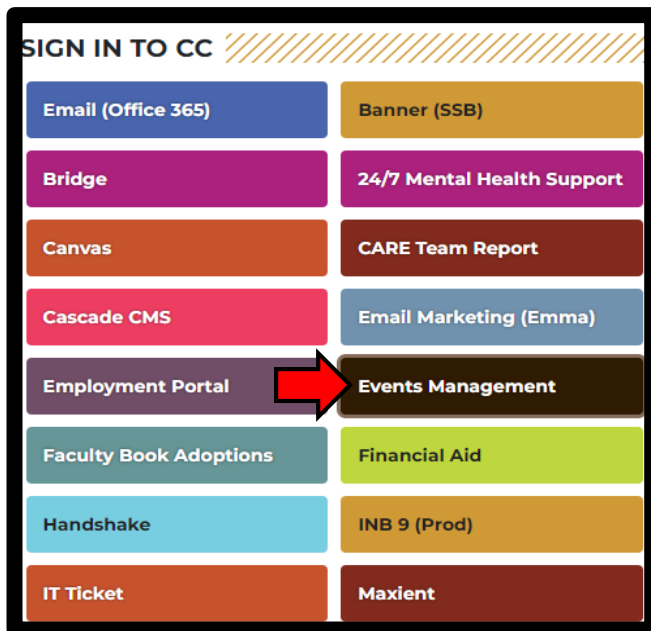 SIGN IN TO CC
Email (Office 365)
Banner (SSB)
Bridge
24/7 Mental Health Support
Canvas
CARE Team Report
Cascade CMS
Email Marketing (Emma)
Employment Portal
Events Management
Faculty Book Adoptions
Financial Aid
Handshake
INB 9 (Prod)
IT Ticket
Maxient